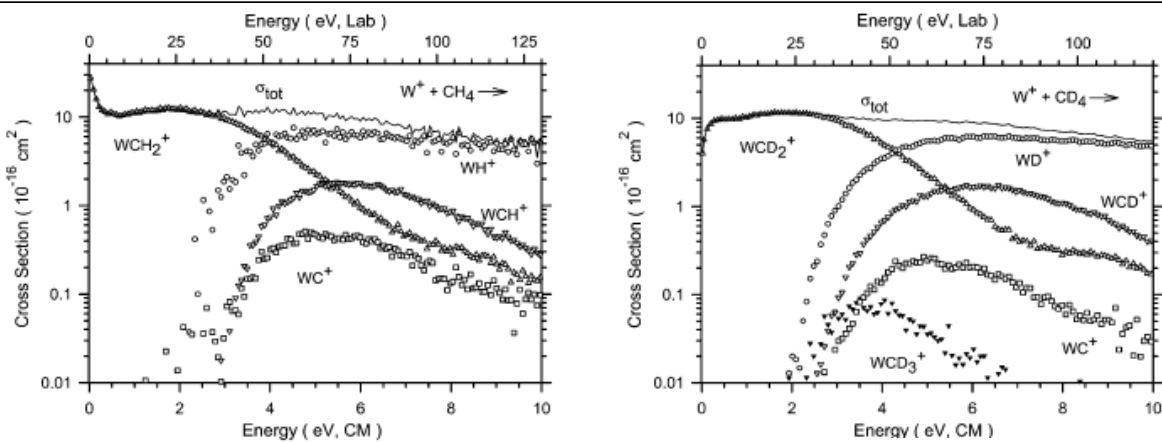 Energy ( eV, Lab)
0 25 50 75 100 125
σtot
W+ + CH4
WCH2+
WH+
WCH+
WC+
Cross Section ( 10-16 cm2 )
10
1
0.1
0.01
0 2 4 6 8 10
Energy ( eV, CM)
Energy ( eV, Lab)
0 25 50 75 100
σtot
W+ + CD4
WCD2+
WD+
WCD+
WC+
WCD3+
Cross Section ( 10-16 cm2 )
10
1
0.1
0.01
0 2 4 6 8 10
Energy ( eV, CM)